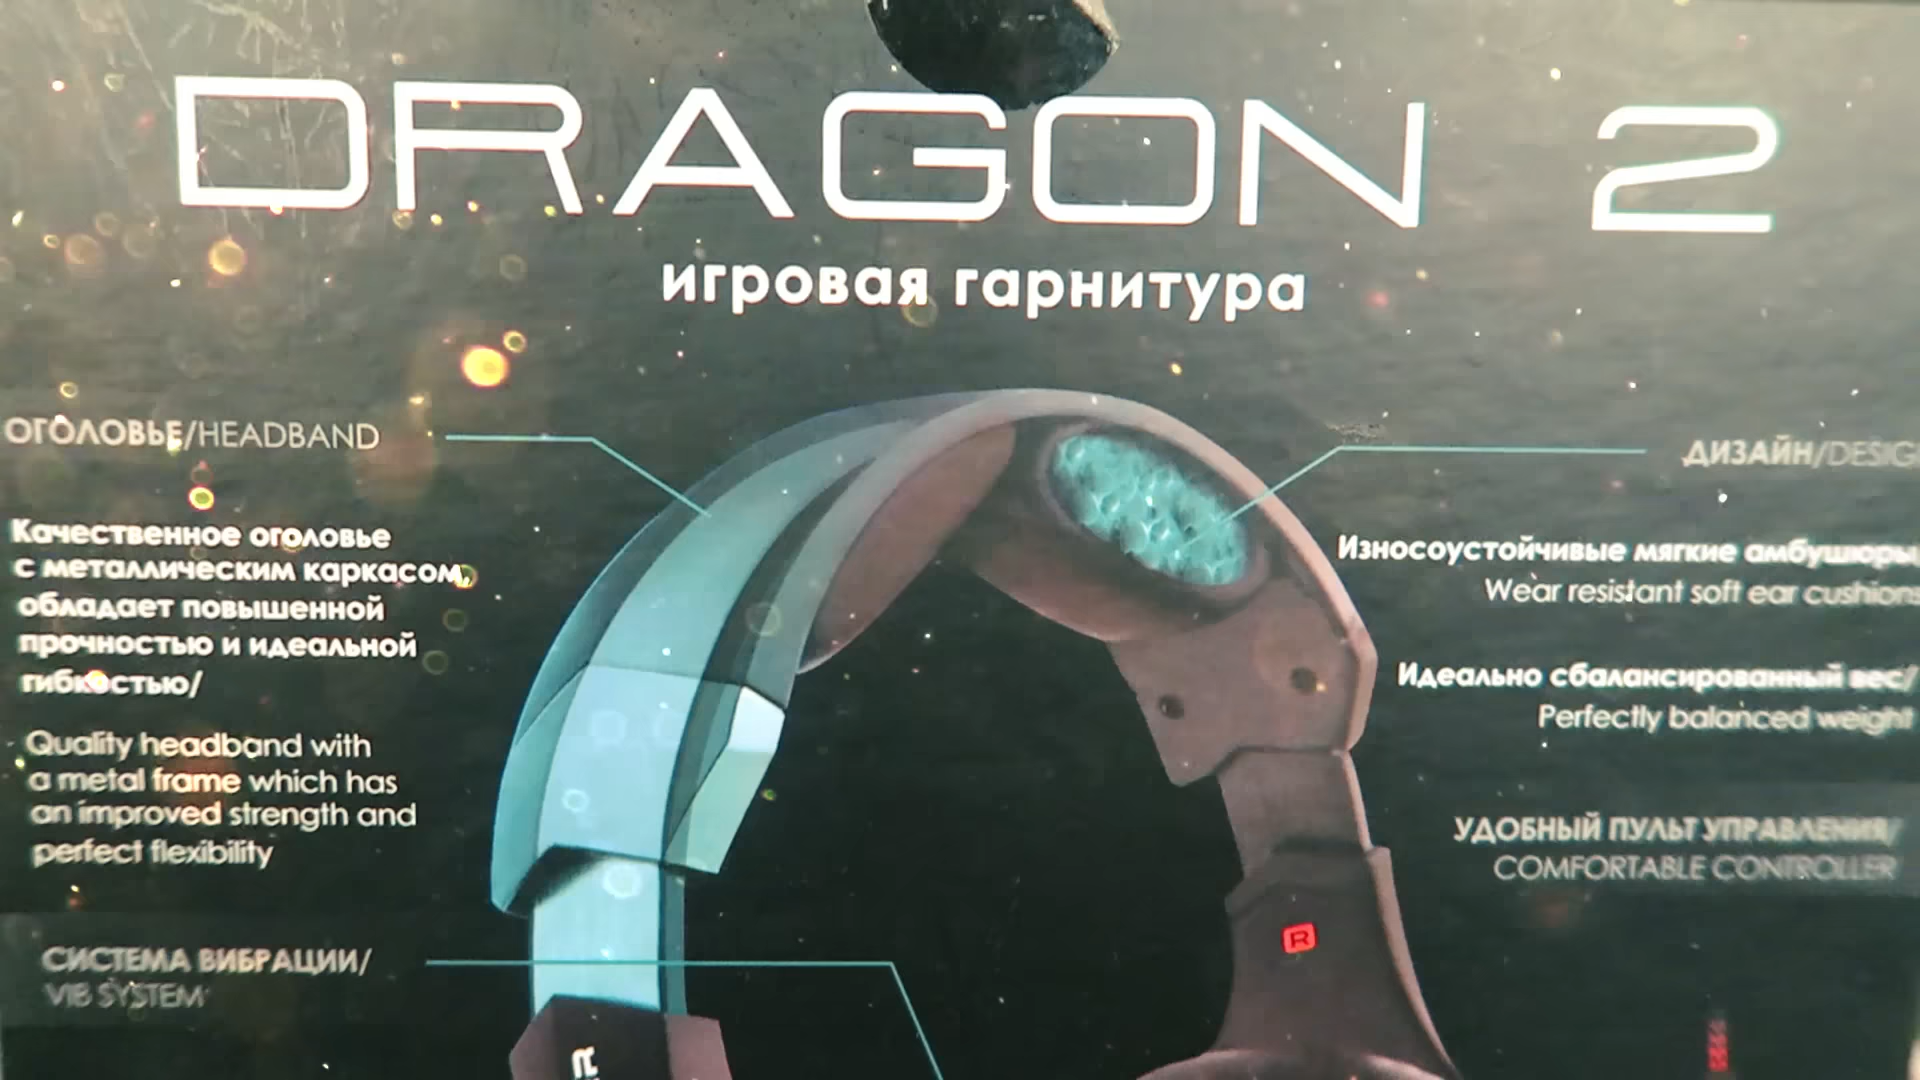 DRAGON 2
игровая гарнитура
ОГОЛОВЬЕ/HEADBAND
Качественное оголовье
с металлическим каркасом,
обладает повышенной
прочностью и идеальной
гибкостью/
Quality headband with
a metal frame which has
an improved strength and
perfect flexibility
СИСТЕМА ВИБРАЦИИ/
VIB SYSTEM
ДИЗАЙН/DESIG
Износоустойчивые мягкие амбушюры
Wear resistant soft ear cushions
Идеально сбалансированный вес/
Perfectly balanced weight
УДОБНЫЙ ПУЛЬТ УПРАВЛЕНИЯ/
COMFORTABLE CONTROLLER
R